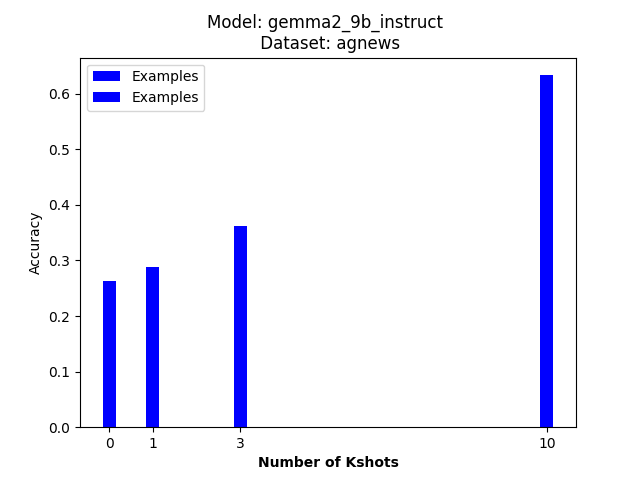 Model: gemma2_9b_instruct
Dataset: agnews
Examples
Examples
0.6
0.5
0.4
0.3
0.2
0.1
0.0
Accuracy
0 1 3 10
Number of Kshots